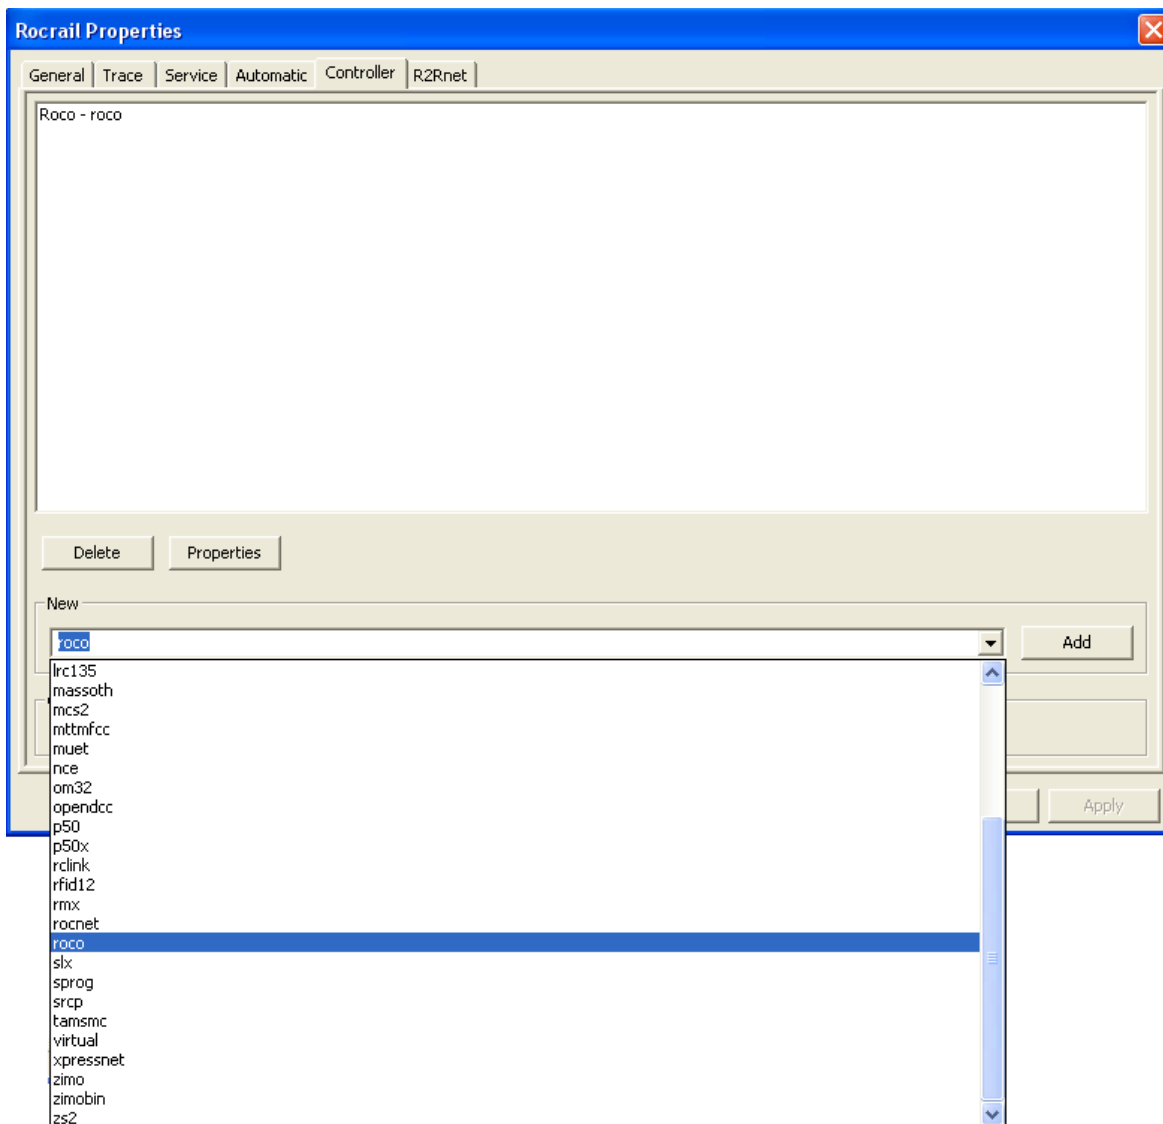 Rocrail Properties
General Trace Service Automatic Controller R2Rnet
Roco - roco
Delete Properties
New
roco
Add
lrc135
massoth
mcs2
mttmfcc
muet
nce
om32
opendcc
p50
p50x
Apply
rclink
rfid12
rmx
rocnet
roco
slx
sprog
srcp
tamsmc
virtual
xpressnet
zimo
zimobin
zs2